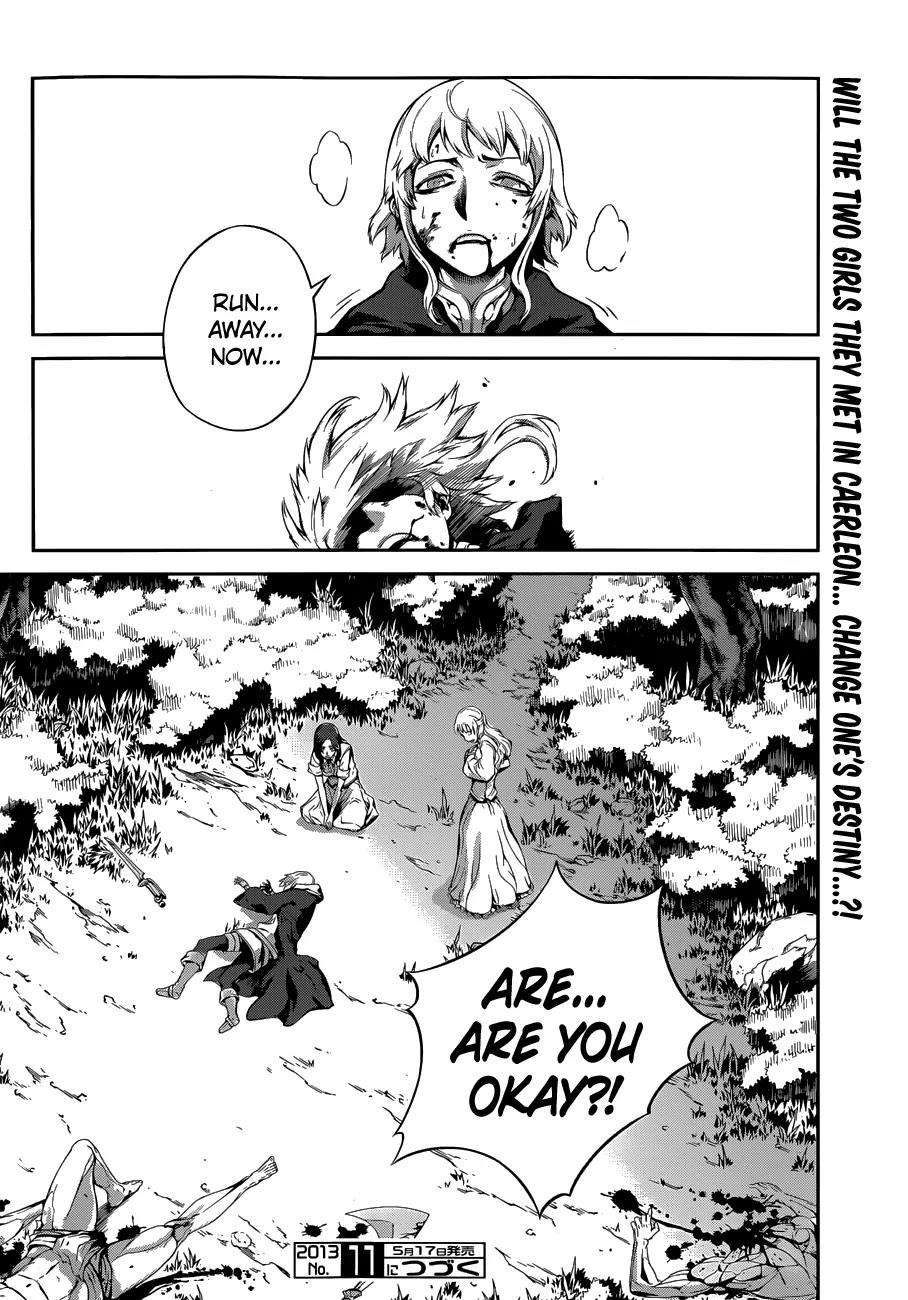 WILL THE TWO GIRLS THEY MET IN CAERLEON... CHANGE ONE'S DESTINY...?!
RUN...
AWAY...
NOW...
ARE...
ARE YOU
OKAY?!
2013
No.
11
5月17日発売
につづく